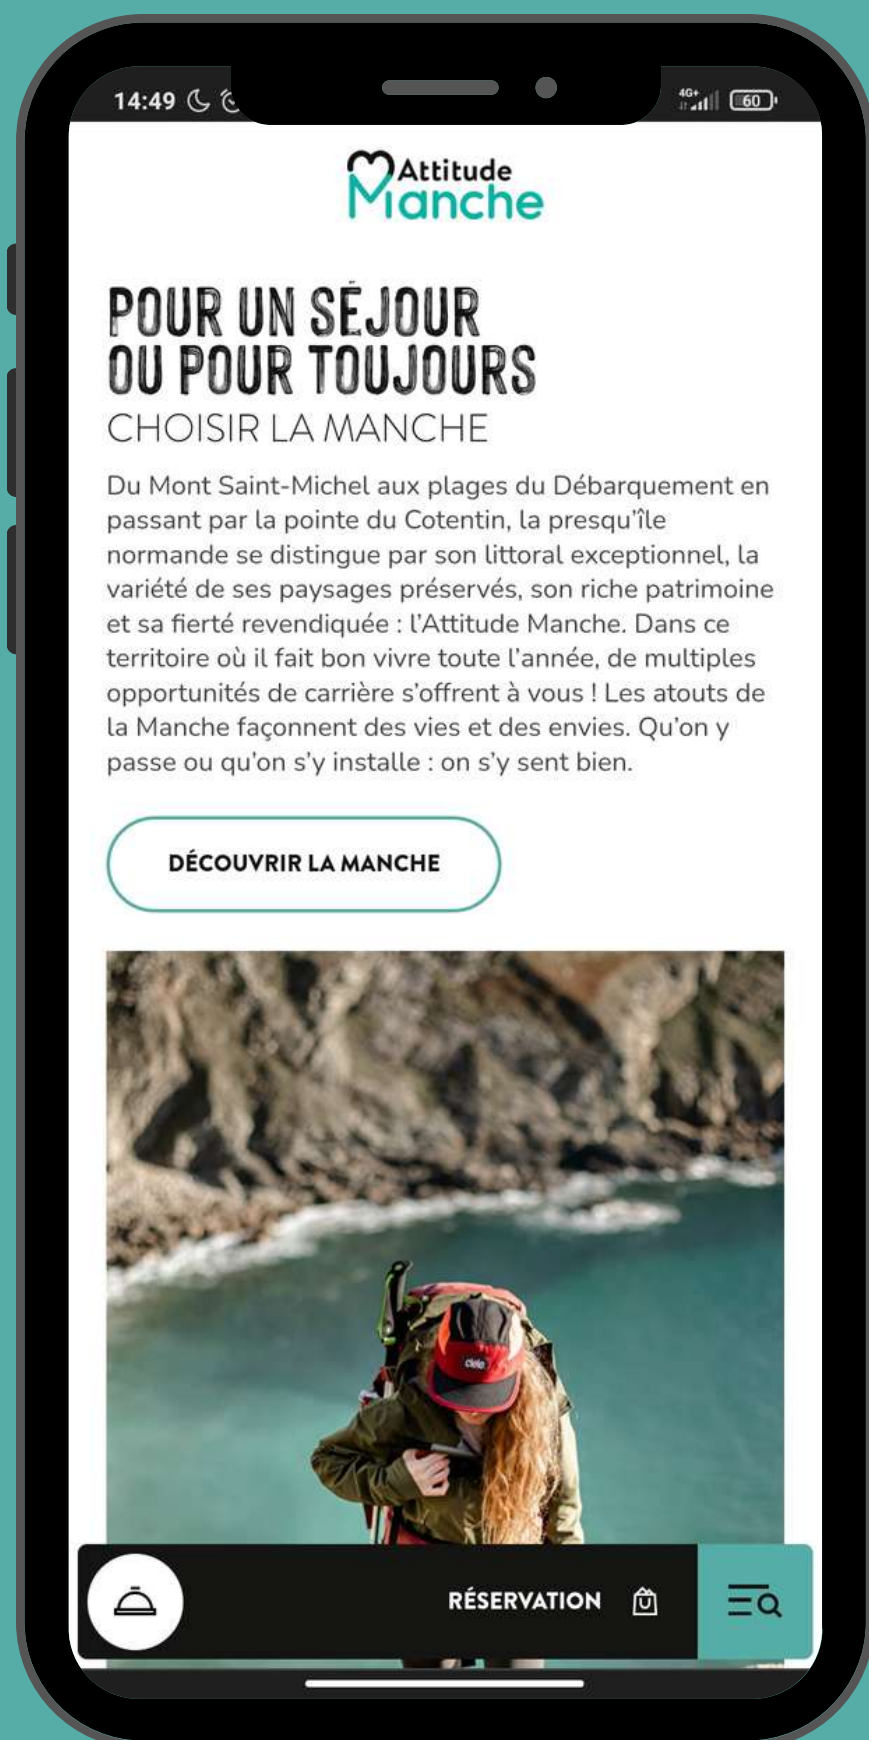 14:49
4G+
60
Attitude
Manche
POUR UN SÉJOUR
OU POUR TOUJOURS
CHOISIR LA MANCHE
Du Mont Saint-Michel aux plages du Débarquement en
passant par la pointe du Cotentin, la presqu’île
normande se distingue par son littoral exceptionnel, la
variété de ses paysages préservés, son riche patrimoine
et sa fierté revendiquée : l’Attitude Manche. Dans ce
territoire où il fait bon vivre toute l’année, de multiples
opportunités de carrière s’offrent à vous ! Les atouts de
la Manche façonnent des vies et des envies. Qu’on y
passe ou qu’on s’y installe : on s’y sent bien.
DÉCOUVRIR LA MANCHE
ciele
RÉSERVATION